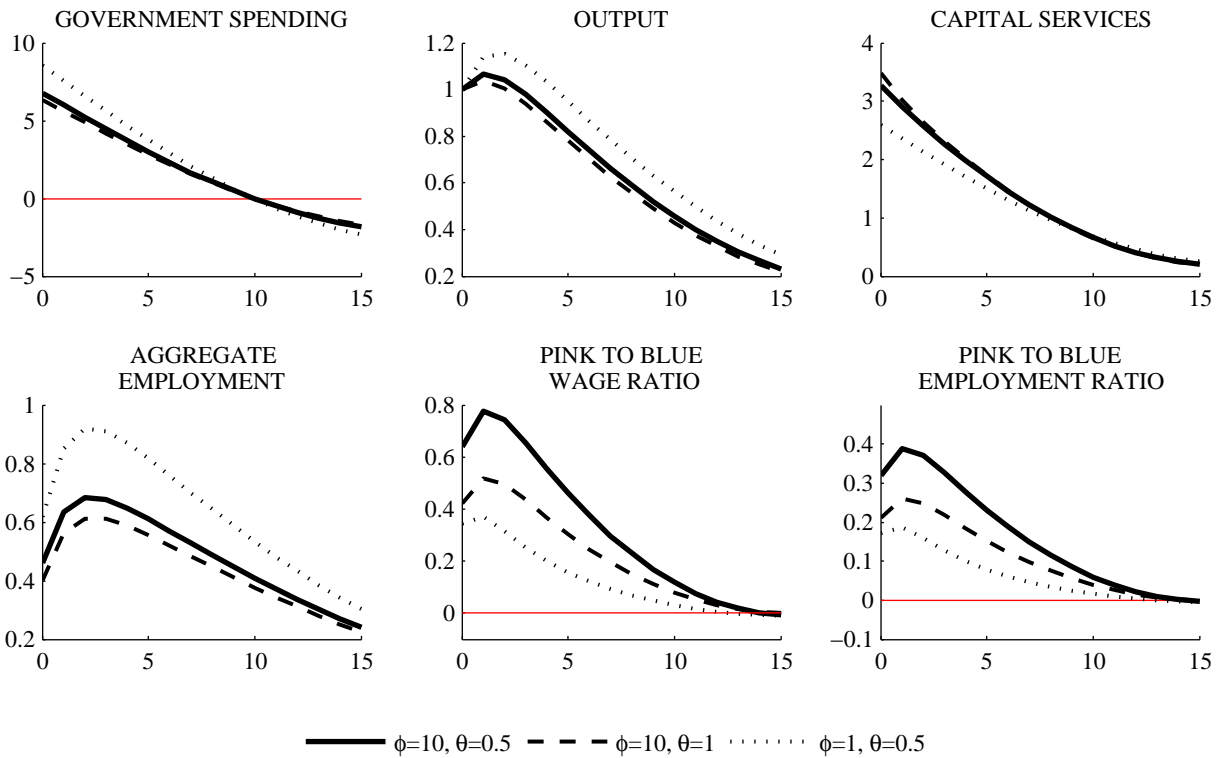 GOVERNMENT SPENDING
10
5
0
−5
0 5 10 15
OUTPUT
1.2
1
0.8
0.6
0.4
0.2
0 5 10 15
CAPITAL SERVICES
4
3
2
1
0
0 5 10 15
AGGREGATE
EMPLOYMENT
1
0.8
0.6
0.4
0.2
0 5 10 15
PINK TO BLUE
WAGE RATIO
0.8
0.6
0.4
0.2
0
0 5 10 15
PINK TO BLUE
EMPLOYMENT RATIO
0.4
0.3
0.2
0.1
0
−0.1
0 5 10 15
ϕ=10, θ=0.5 ϕ=10, θ=1 ϕ=1, θ=0.5